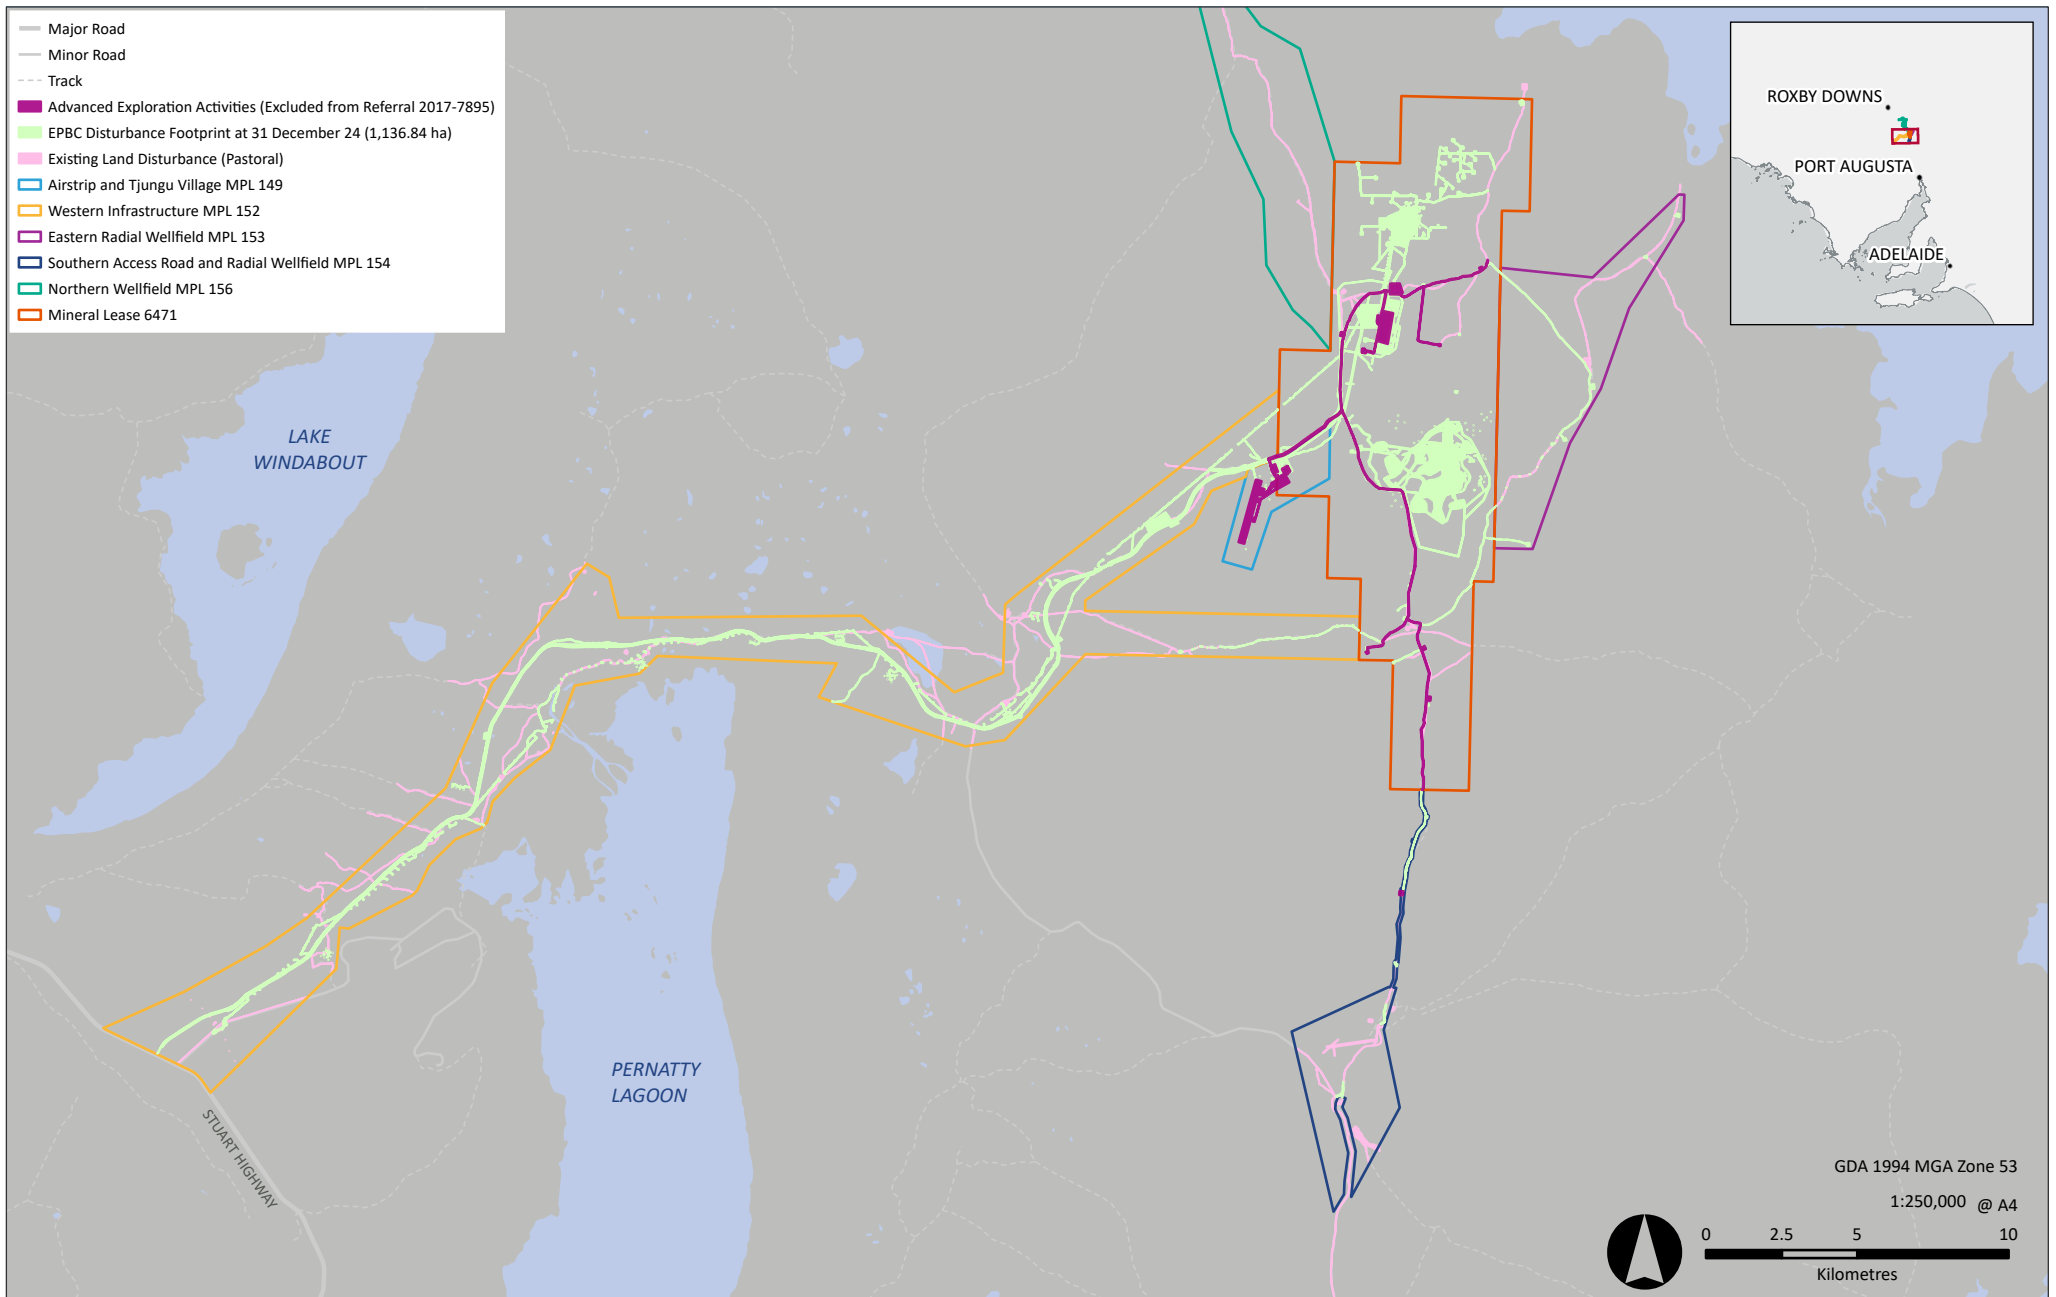 Major Road
Minor Road
Track
Advanced Exploration Activities (Excluded from Referral 2017-7895)
EPBC Disturbance Footprint at 31 December 24 (1,136.84 ha)
Existing Land Disturbance (Pastoral)
Airstrip and Tjungu Village MPL 149
Western Infrastructure MPL 152
Eastern Radial Wellfield MPL 153
Southern Access Road and Radial Wellfield MPL 154
Northern Wellfield MPL 156
Mineral Lease 6471
ROXBY DOWNS
PORT AUGUSTA
ADELAIDE
LAKE
WINDABOUT
PERNATTY
LAGOON
STUART HIGHWAY
GDA 1994 MGA Zone 53
1:250,000 @ A4
0 2.5 5 10
Kilometres